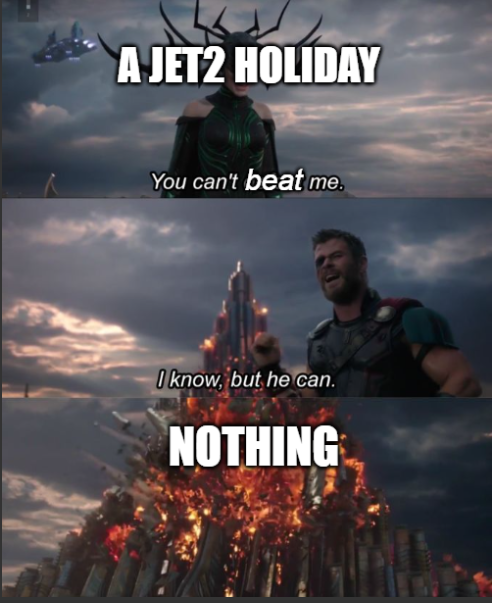 A JET2 HOLIDAY
You can't beat me.
I know, but he can.
NOTHING